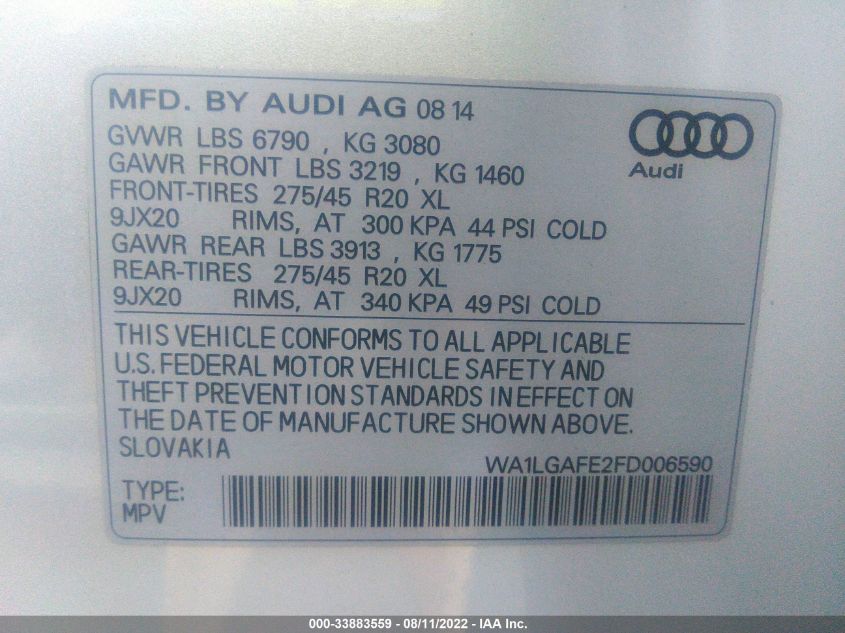 MFD. BY AUDI AG 08 14
GVWR LBS 6790 , KG 3080
GAWR FRONT LBS 3219 , KG 1460
FRONT-TIRES 275/45 R20 XL
9JX20 RIMS, AT 300 KPA 44 PSI COLD
GAWR REAR LBS 3913 , KG 1775
REAR-TIRES 275/45 R20 XL
9JX20 RIMS, AT 340 KPA 49 PSI COLD
Audi
THIS VEHICLE CONFORMS TO ALL APPLICABLE
U.S. FEDERAL MOTOR VEHICLE SAFETY AND
THEFT PREVENTION STANDARDS IN EFFECT ON
THE DATE OF MANUFACTURE SHOWN ABOVE.
SLOVAKIA
WA1LGAFE2FD006590
TYPE:
MPV
000-33883559 - 08/11/2022 - IAA Inc.